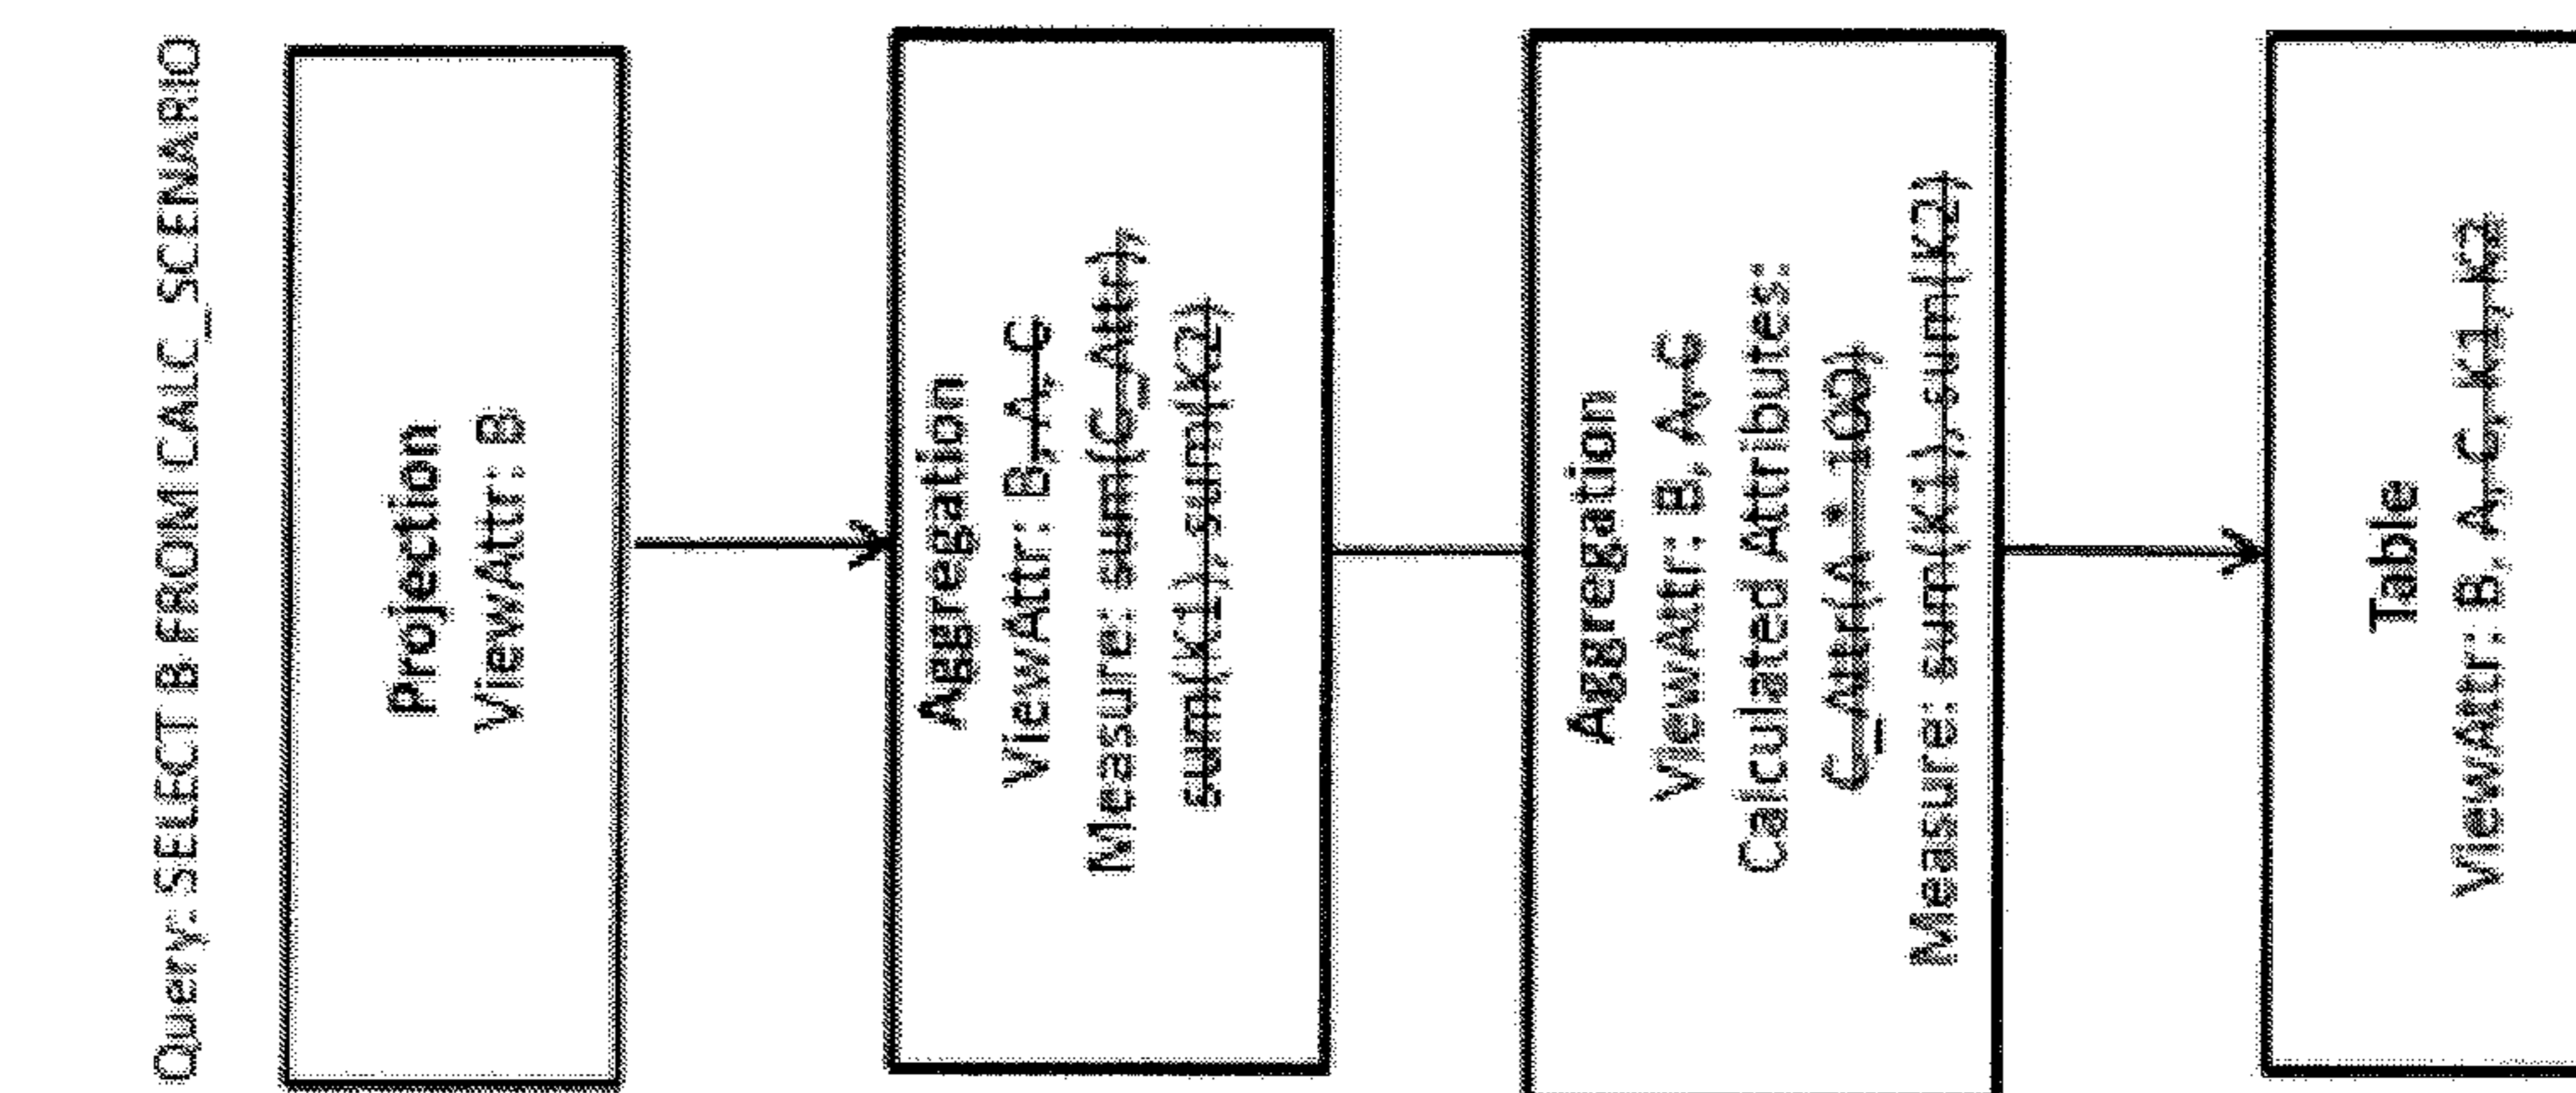 Query: SELECT B FROM CALC_SCENARIO
Projection
ViewAttr: B
Aggregation
ViewAttr: B, A, C
Measure: sum(C_Attr),
sum(K1), sum(K2)
Aggregation
ViewAttr: B, A, C
Calculated Attributes:
C_Attr(A * 100)
Measure: sum(K1), sum(K2)
Table
ViewAttr: B, A, C, K1, K2